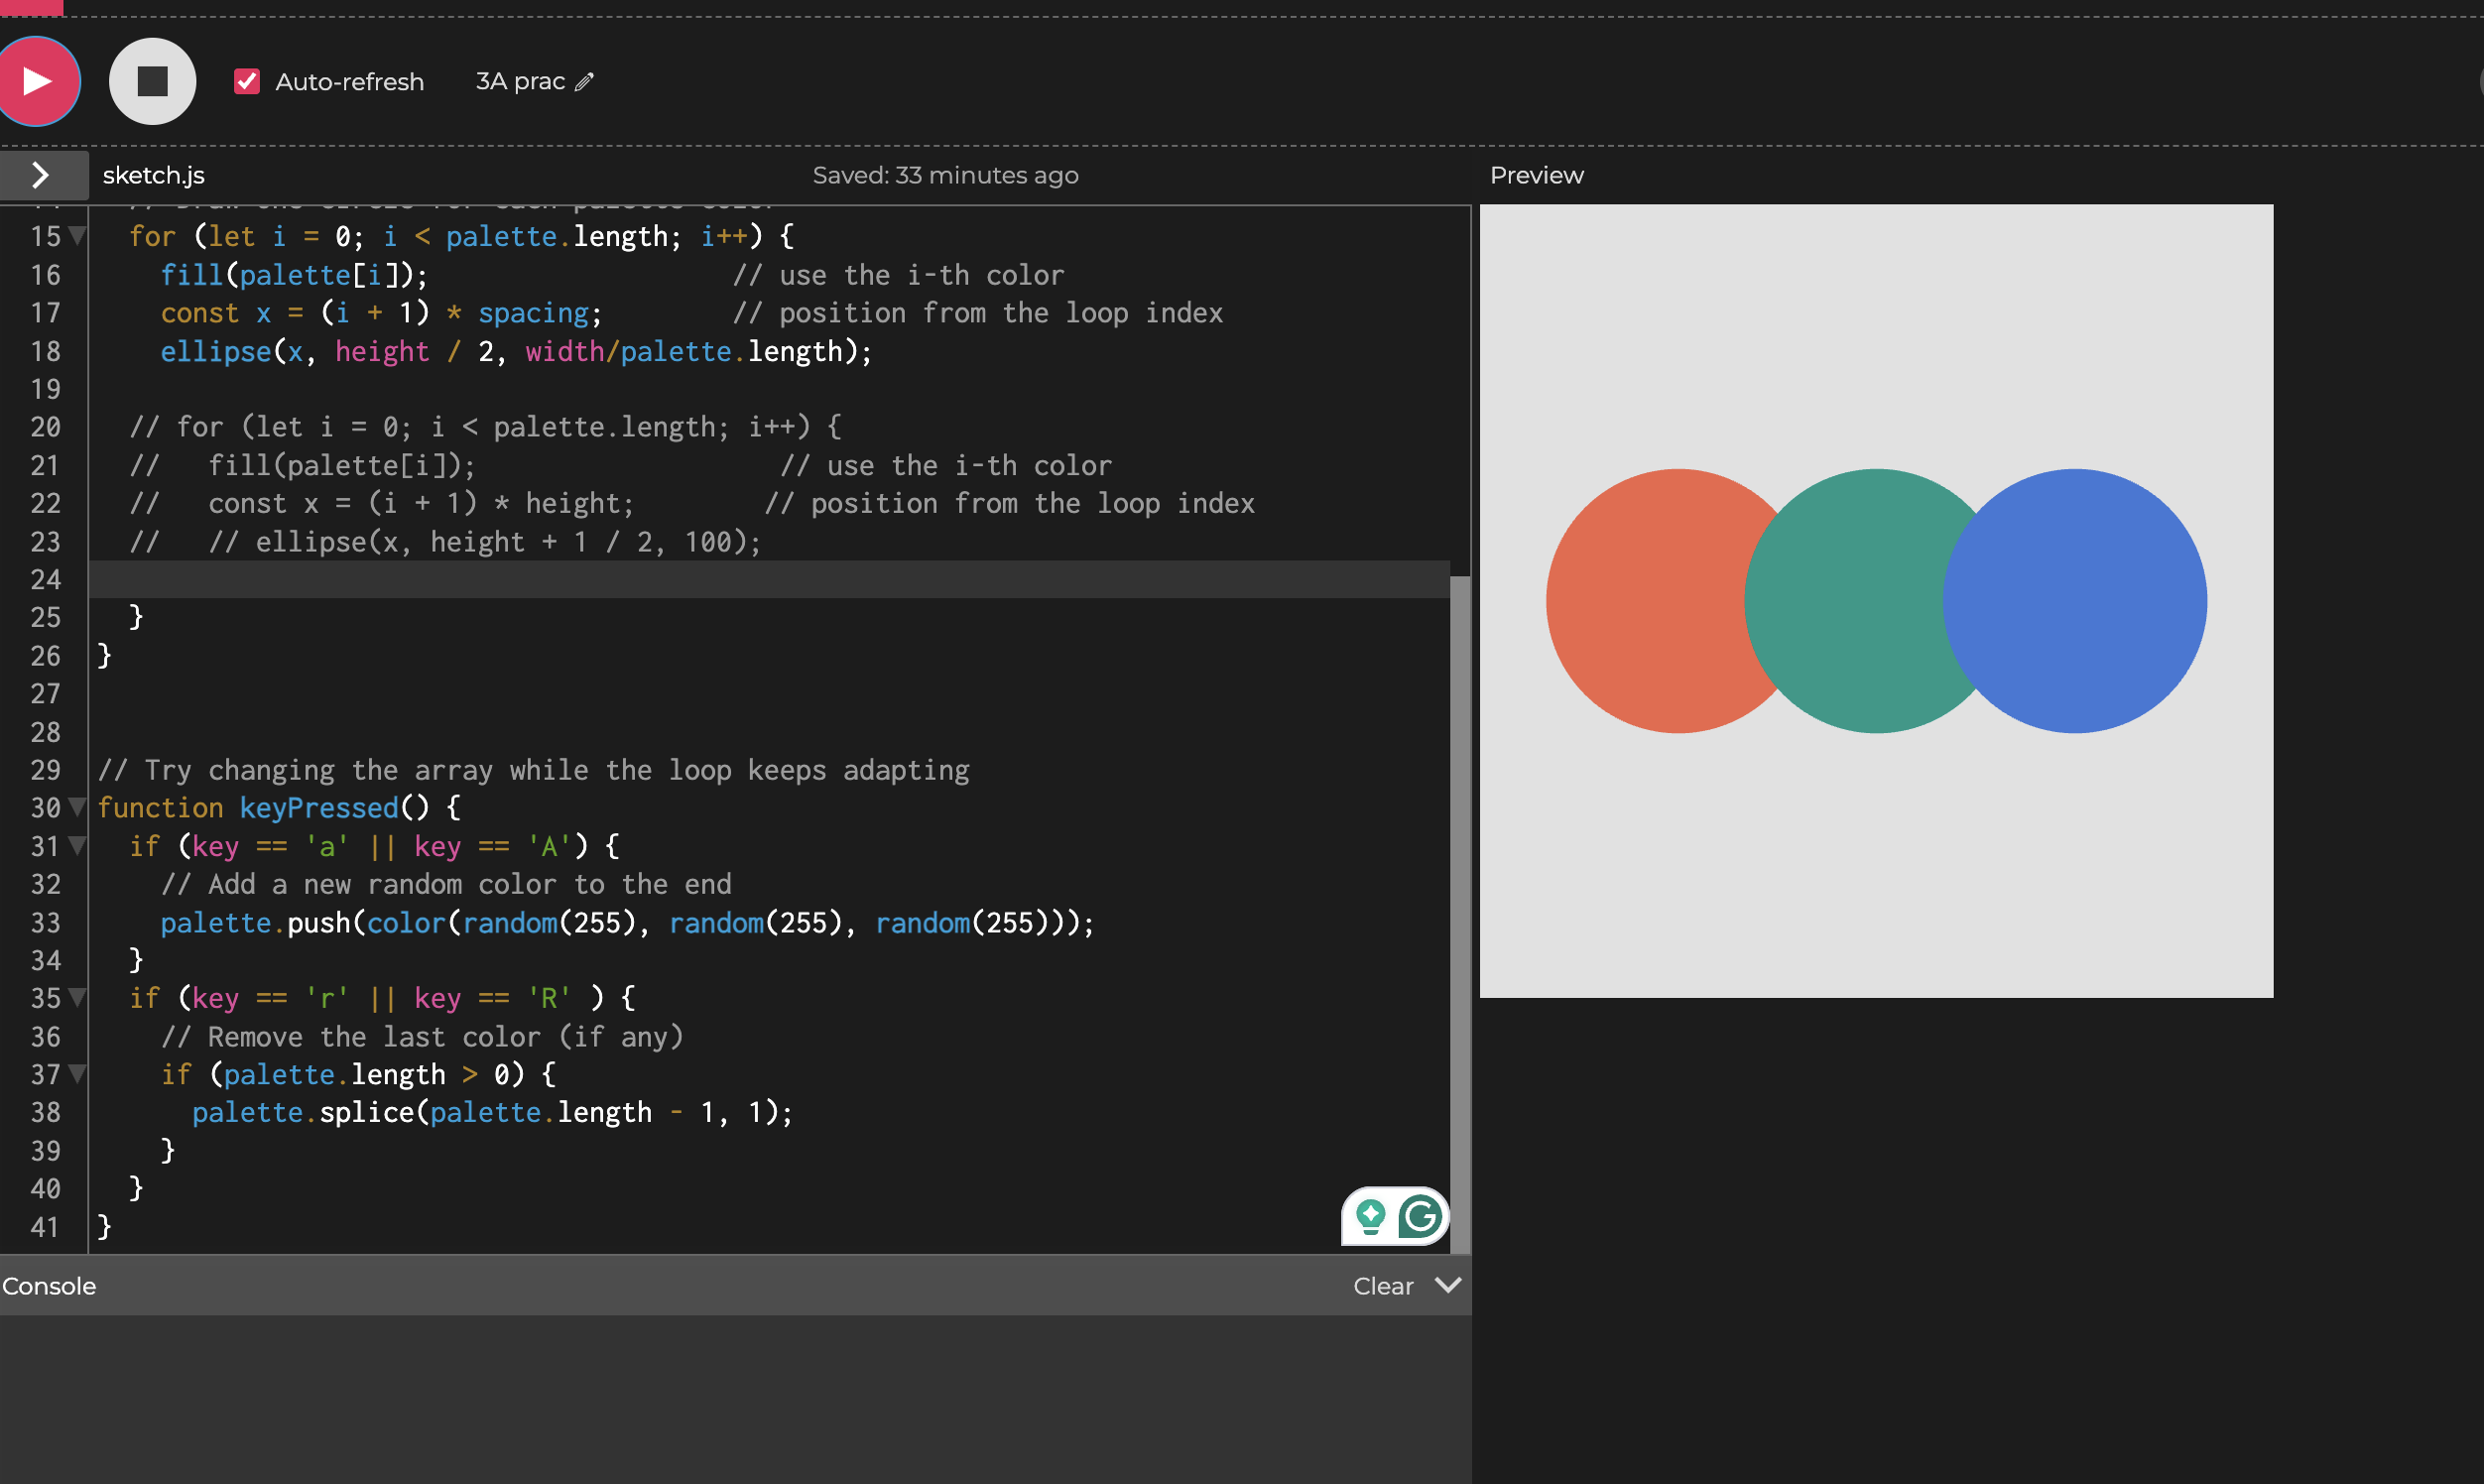 Auto-refresh 3A prac
sketch.js Saved: 33 minutes ago Preview
15 for (let i = 0; i < palette.length; i++) {
16 fill(palette[i]); // use the i-th color
17 const x = (i + 1) * spacing; // position from the loop index
18 ellipse(x, height / 2, width/palette.length);
19
20 // for (let i = 0; i < palette.length; i++) {
21 // fill(palette[i]); // use the i-th color
22 // const x = (i + 1) * height; // position from the loop index
23 // // ellipse(x, height + 1 / 2, 100);
24
25 }
26 }
27
28
29 // Try changing the array while the loop keeps adapting
30 function keyPressed() {
31 if (key == 'a' || key == 'A') {
32 // Add a new random color to the end
33 palette.push(color(random(255), random(255), random(255)));
34 }
35 if (key == 'r' || key == 'R' ) {
36 // Remove the last color (if any)
37 if (palette.length > 0) {
38 palette.splice(palette.length - 1, 1);
39 }
40 }
41 }
Console Clear